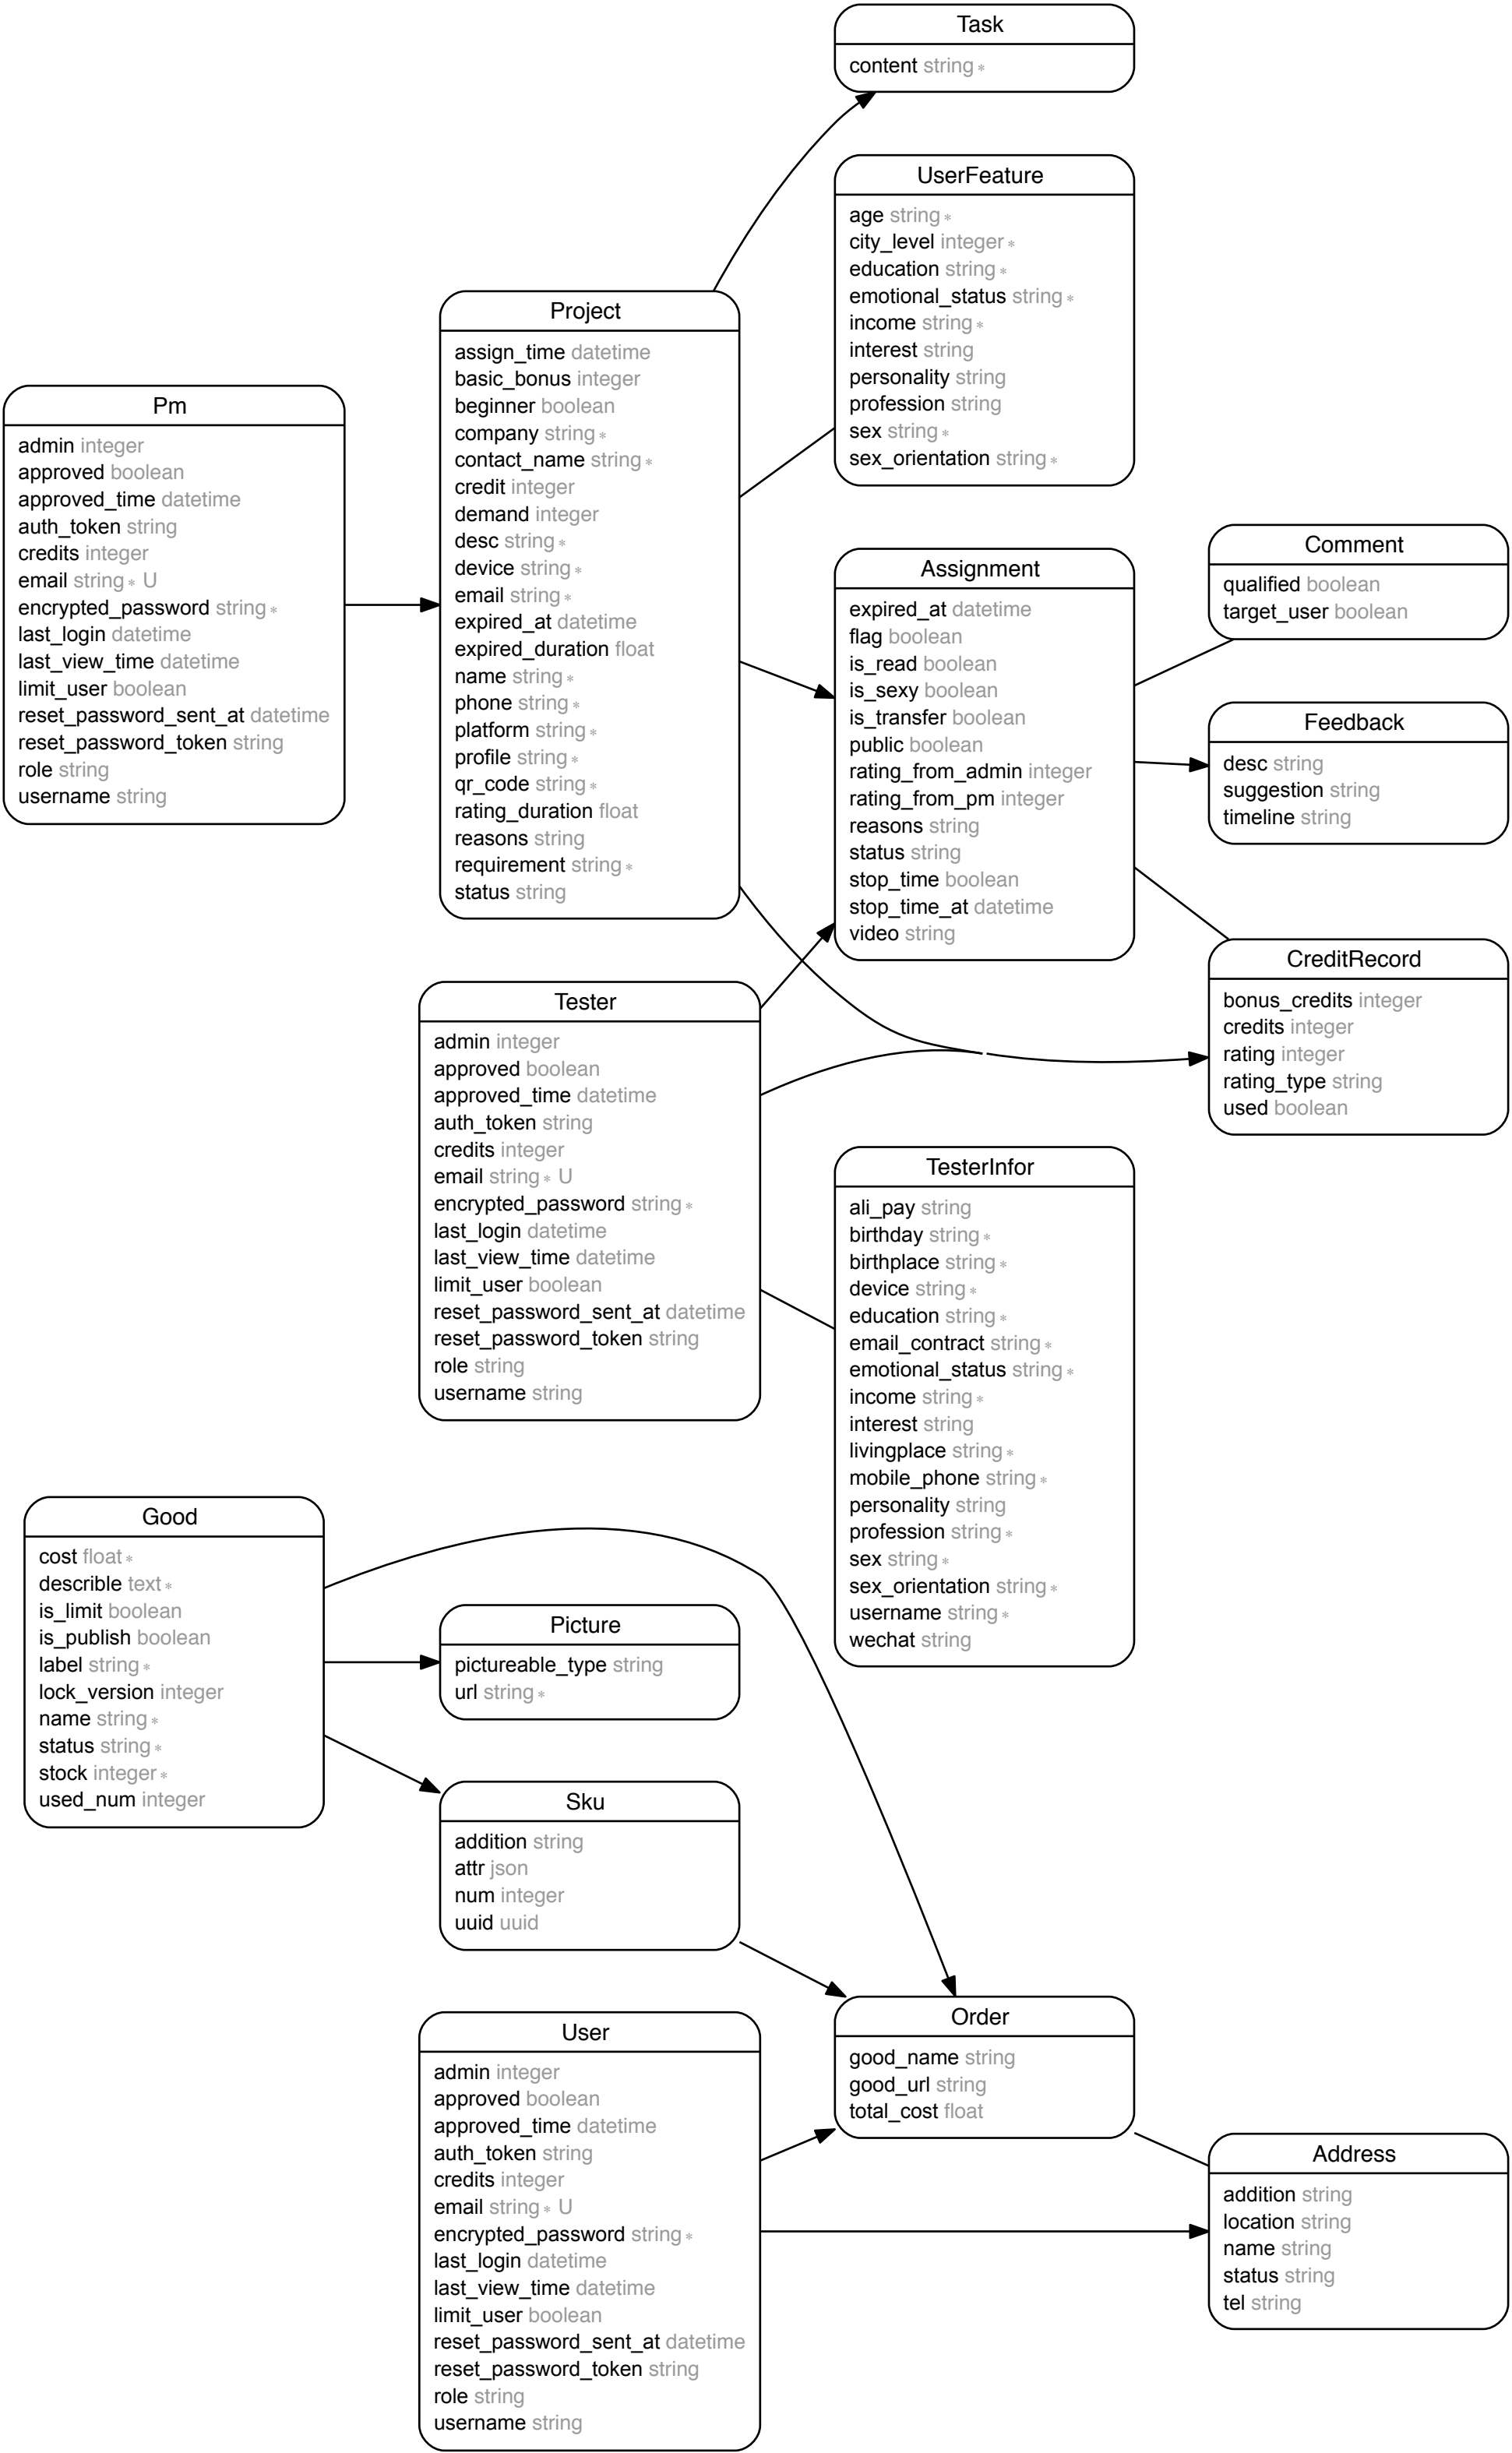 Task
content string *
UserFeature
age string *
city_level integer *
education string *
emotional_status string *
income string *
interest string
personality string
profession string
sex string *
sex_orientation string *
Project
assign_time datetime
basic_bonus integer
beginner boolean
company string *
contact_name string *
credit integer
demand integer
desc string *
device string *
email string *
expired_at datetime
expired_duration float
name string *
phone string *
platform string *
profile string *
qr_code string *
rating_duration float
reasons string
requirement string *
status string
Pm
admin integer
approved boolean
approved_time datetime
auth_token string
credits integer
email string * U
encrypted_password string *
last_login datetime
last_view_time datetime
limit_user boolean
reset_password_sent_at datetime
reset_password_token string
role string
username string
Assignment
expired_at datetime
flag boolean
is_read boolean
is_sexy boolean
is_transfer boolean
public boolean
rating_from_admin integer
rating_from_pm integer
reasons string
status string
stop_time boolean
stop_time_at datetime
video string
Comment
qualified boolean
target_user boolean
Feedback
desc string
suggestion string
timeline string
CreditRecord
bonus_credits integer
credits integer
rating integer
rating_type string
used boolean
Tester
admin integer
approved boolean
approved_time datetime
auth_token string
credits integer
email string * U
encrypted_password string *
last_login datetime
last_view_time datetime
limit_user boolean
reset_password_sent_at datetime
reset_password_token string
role string
username string
TesterInfor
ali_pay string
birthday string *
birthplace string *
device string *
education string *
email_contract string *
emotional_status string *
income string *
interest string
livingplace string *
mobile_phone string *
personality string
profession string *
sex string *
sex_orientation string *
username string *
wechat string
Good
cost float *
describle text *
is_limit boolean
is_publish boolean
label string *
lock_version integer
name string *
status string *
stock integer *
used_num integer
Picture
pictureable_type string
url string *
Sku
addition string
attr json
num integer
uuid uuid
Order
good_name string
good_url string
total_cost float
User
admin integer
approved boolean
approved_time datetime
auth_token string
credits integer
email string * U
encrypted_password string *
last_login datetime
last_view_time datetime
limit_user boolean
reset_password_sent_at datetime
reset_password_token string
role string
username string
Address
addition string
location string
name string
status string
tel string